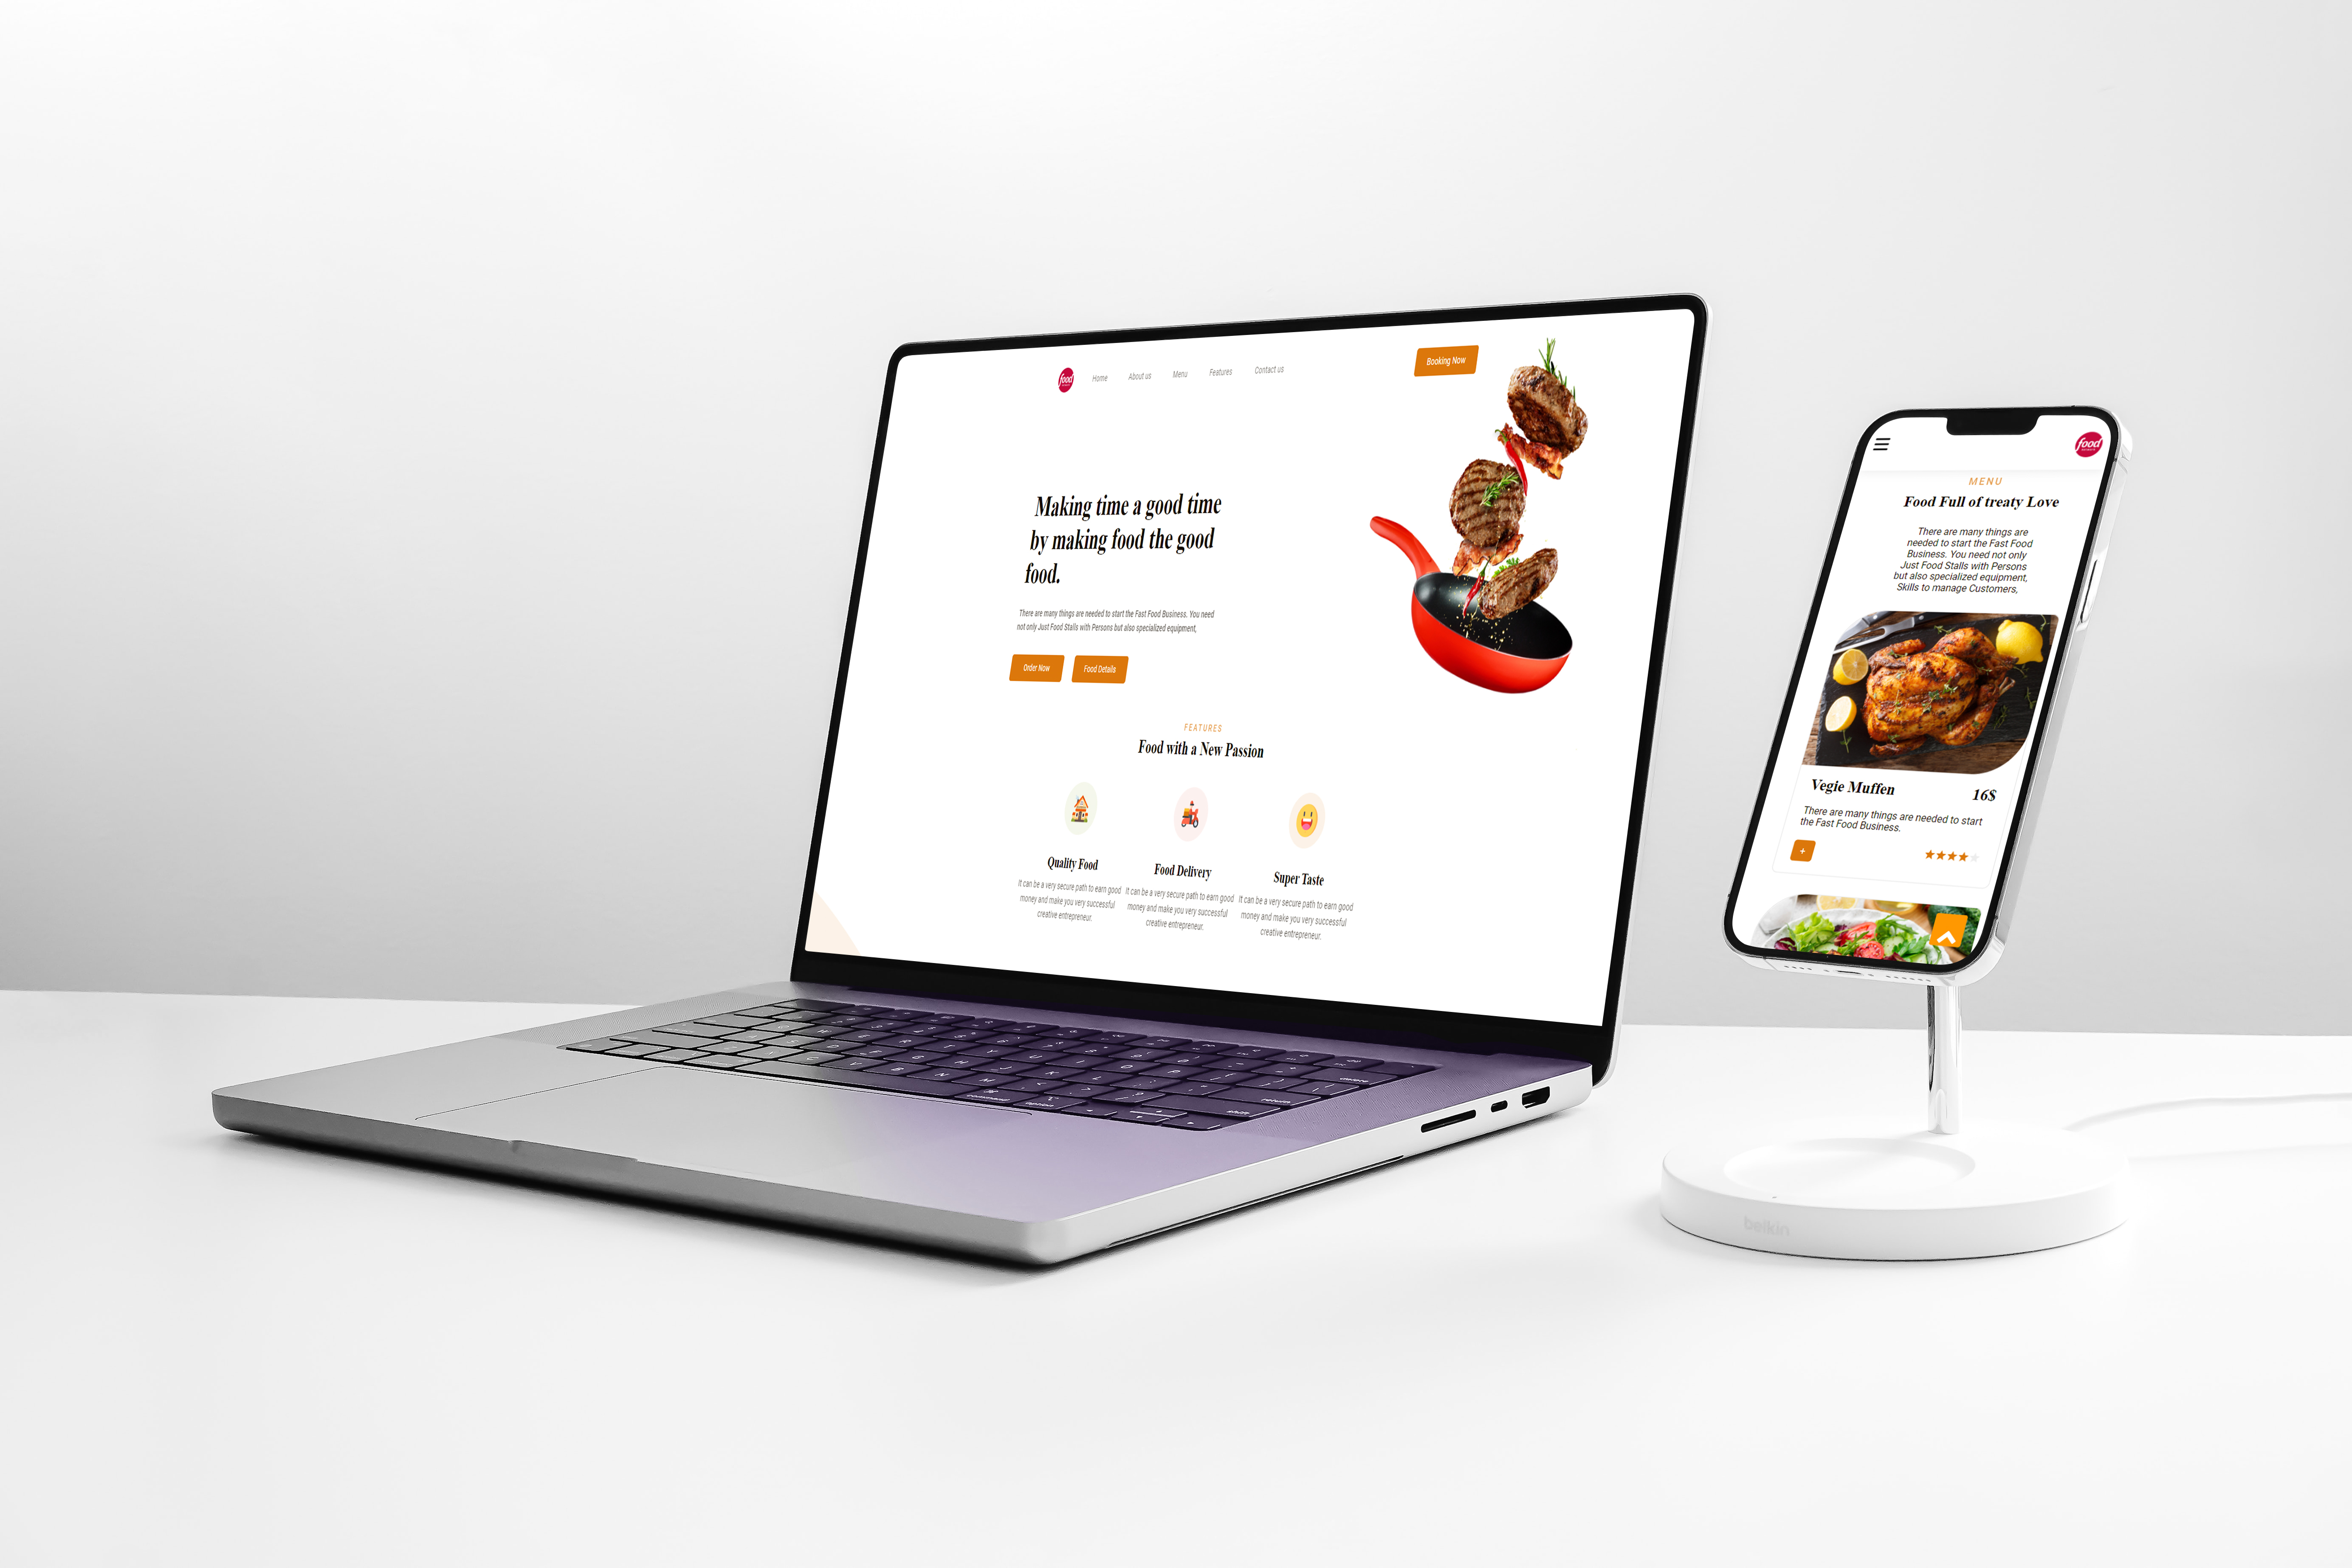 food
Home
About us
Menu
Features
Contact us
Booking Now
Making time a good time
by making food the good
food.
There are many things are needed to start the Fast Food Business. You need
not only Just Food Stalls with Persons but also specialized equipment,
Order Now
Food Details
FEATURES
Food with a New Passion
Quality Food
It can be a very secure path to earn good
money and make you very successful
creative entrepreneur.
Food Delivery
It can be a very secure path to earn good
money and make you very successful
creative entrepreneur.
Super Taste
It can be a very secure path to earn good
money and make you very successful
creative entrepreneur.
food
MENU
Food Full of treaty Love
There are many things are
needed to start the Fast Food
Business. You need not only
Just Food Stalls with Persons
but also specialized equipment,
Skills to manage Customers,
Vegie Muffen
16$
There are many things are needed to start
the Fast Food Business.
+
command
option
return
shift
belkin